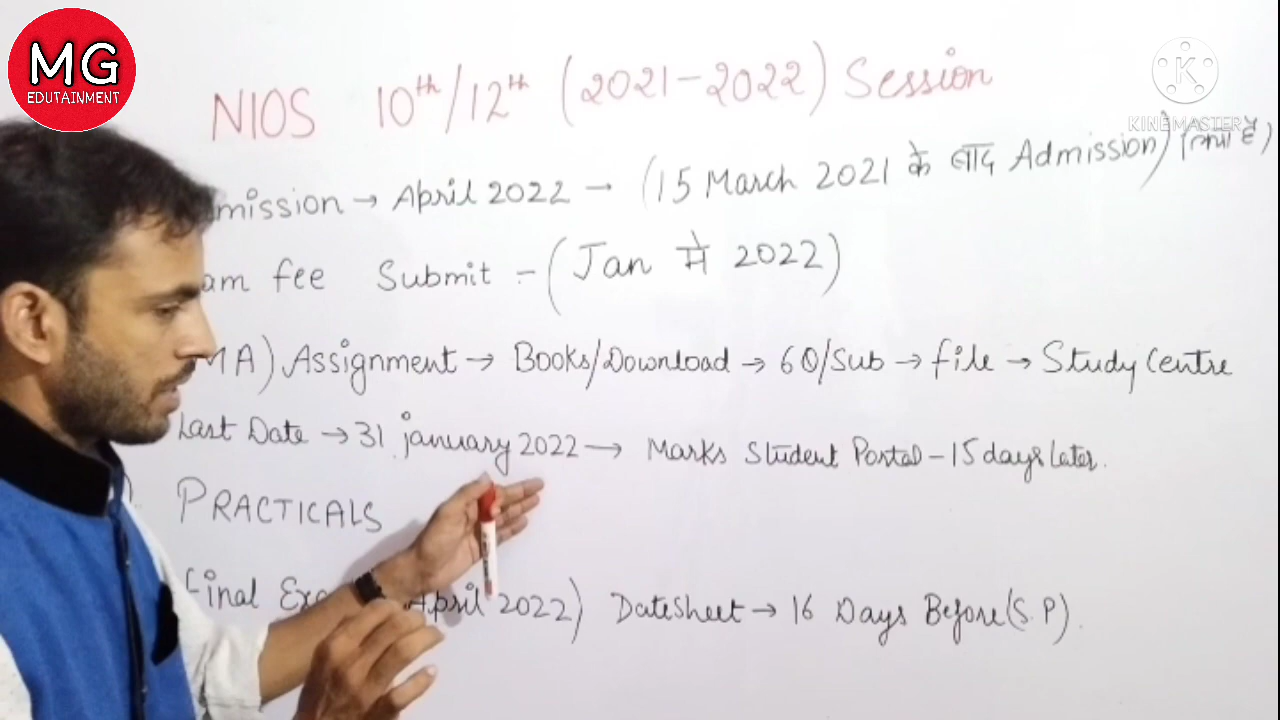 MG
EDUTAINMENT
KINEMASTER
NIOS 10th/12th (2021-2022) Session
mission → April 2022 → (15 March 2021 के बाद Admission) है)
am fee Submit :- (Jan मे 2022)
MA) Assignment → Books/Download → 60/Sub → file → Study Centre
Last Date → 31 january 2022 → Marks Student Portal - 15 days Later.
PRACTICALS
final Exa April 2022) DateSheet → 16 Days Before (S.P).